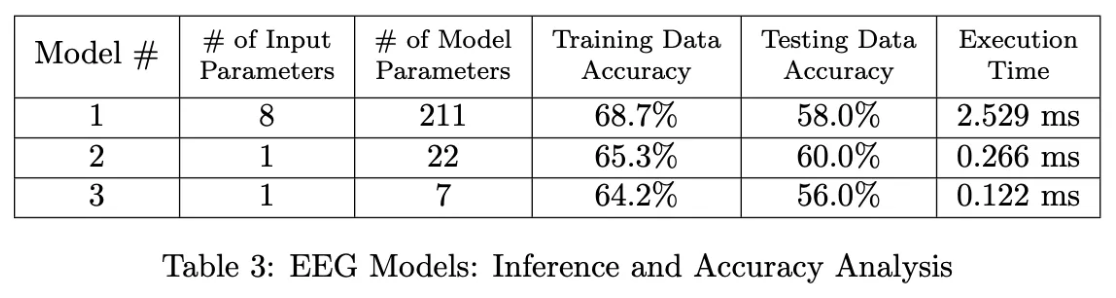 Model # # of Input Parameters # of Model Parameters Training Data Accuracy Testing Data Accuracy Execution Time
1 8 211 68.7% 58.0% 2.529 ms
2 1 22 65.3% 60.0% 0.266 ms
3 1 7 64.2% 56.0% 0.122 ms
Table 3: EEG Models: Inference and Accuracy Analysis